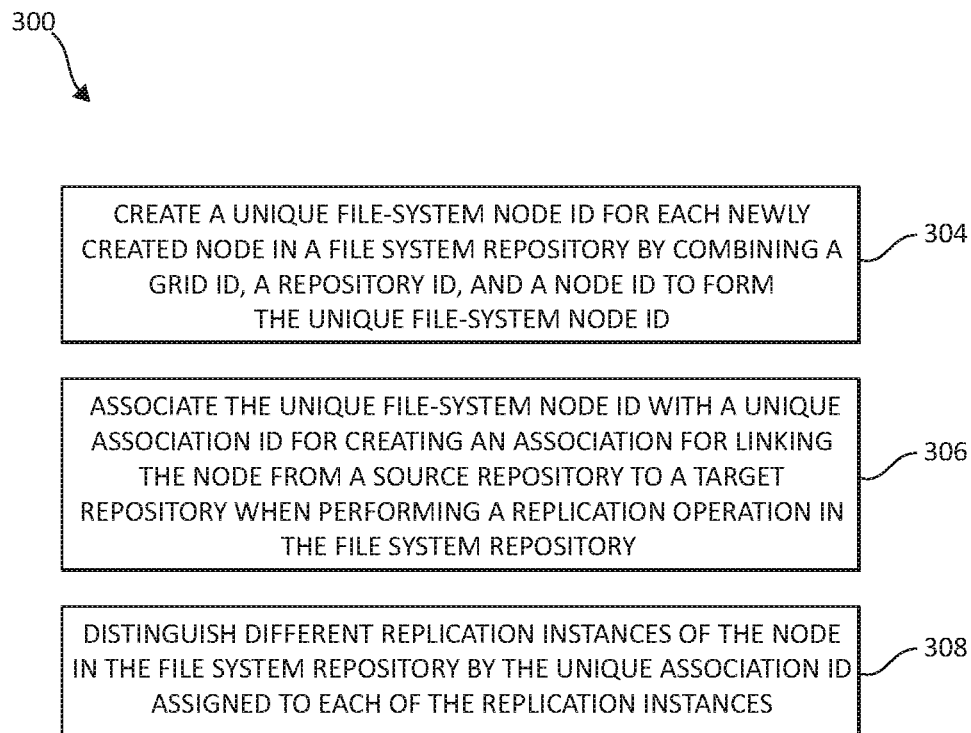 300
CREATE A UNIQUE FILE-SYSTEM NODE ID FOR EACH NEWLY
CREATED NODE IN A FILE SYSTEM REPOSITORY BY COMBINING A
GRID ID, A REPOSITORY ID, AND A NODE ID TO FORM
THE UNIQUE FILE-SYSTEM NODE ID
304
ASSOCIATE THE UNIQUE FILE-SYSTEM NODE ID WITH A UNIQUE
ASSOCIATION ID FOR CREATING AN ASSOCIATION FOR LINKING
THE NODE FROM A SOURCE REPOSITORY TO A TARGET
REPOSITORY WHEN PERFORMING A REPLICATION OPERATION IN
THE FILE SYSTEM REPOSITORY
306
DISTINGUISH DIFFERENT REPLICATION INSTANCES OF THE NODE
IN THE FILE SYSTEM REPOSITORY BY THE UNIQUE ASSOCIATION ID
ASSIGNED TO EACH OF THE REPLICATION INSTANCES
308